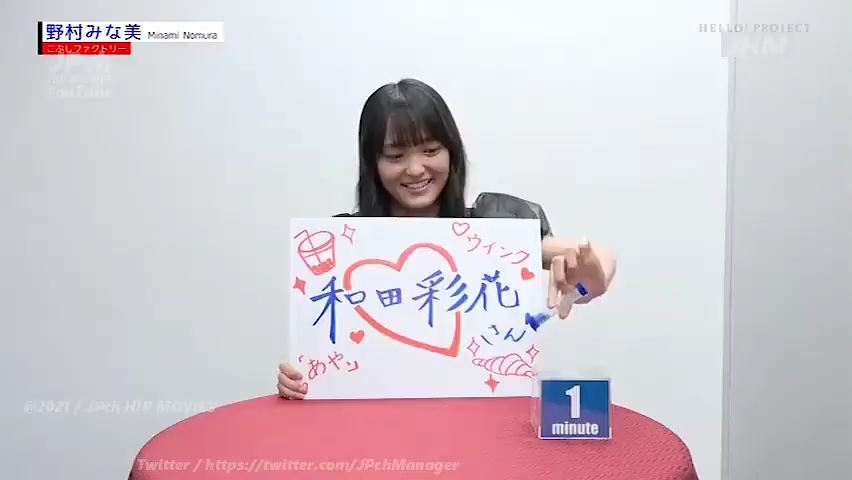 野村みな美 Minami Nomura
こぶしファクトリー
HELLO! PROJECT
JPM
YouTube
ウインク
和田彩花
さん
「あや」
1
minute
©2021 / JPch H!P MOVIES
Twitter / https://twitter.com/JPchManager